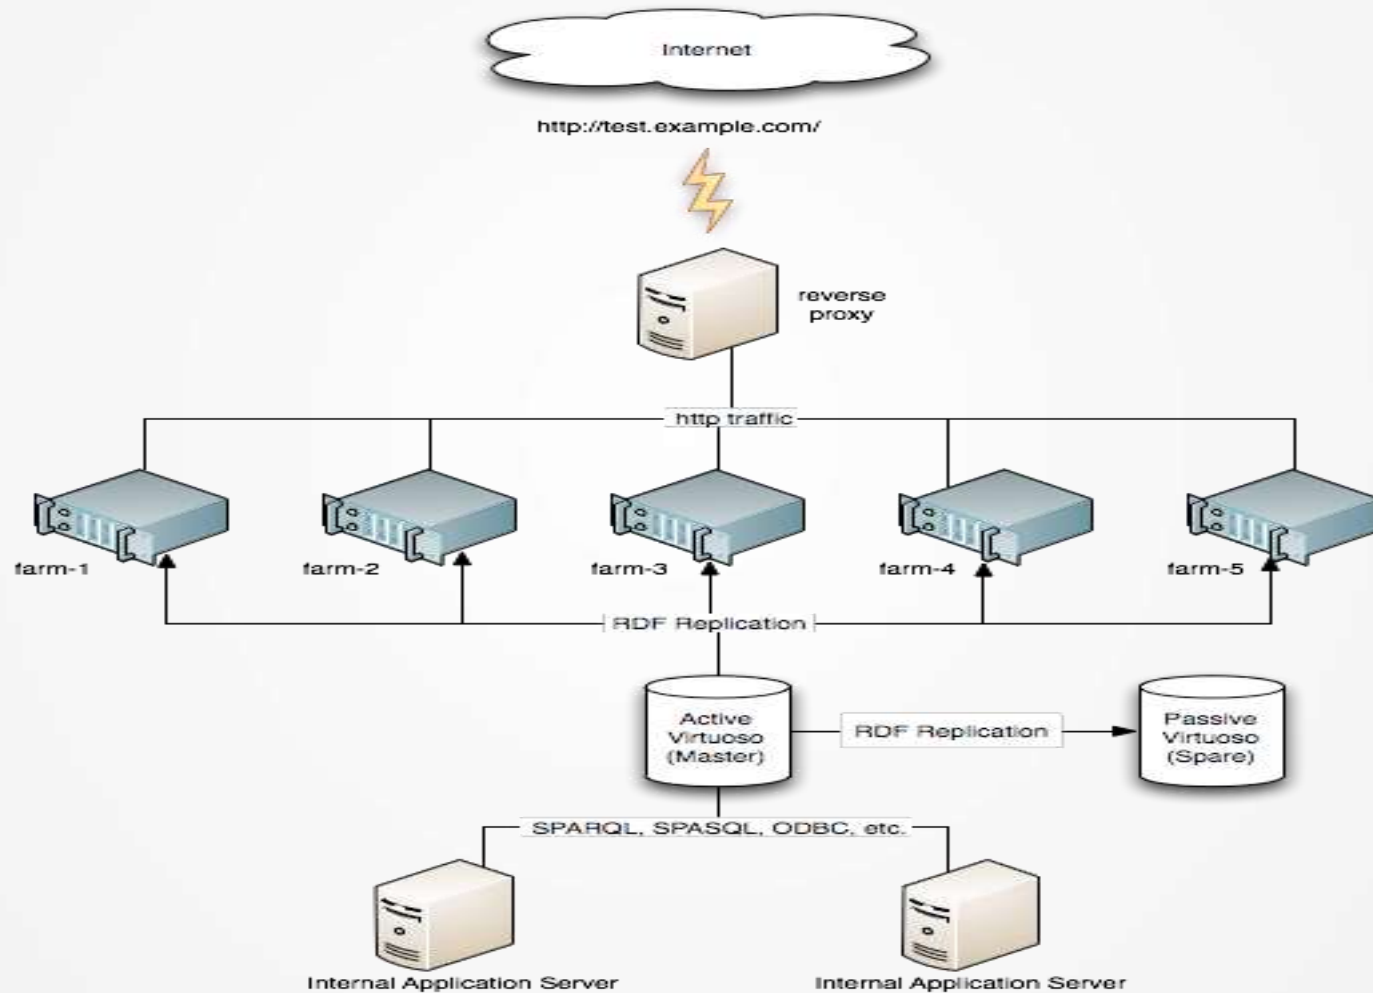 Internet
http://test.example.com/
reverse
proxy
http traffic
farm-1
farm-2
farm-3
farm-4
farm-5
RDF Replication
Active
Virtuoso
(Master)
RDF Replication
Passive
Virtuoso
(Spare)
SPARQL, SPASQL, ODBC, etc.
Internal Application Server
Internal Application Server